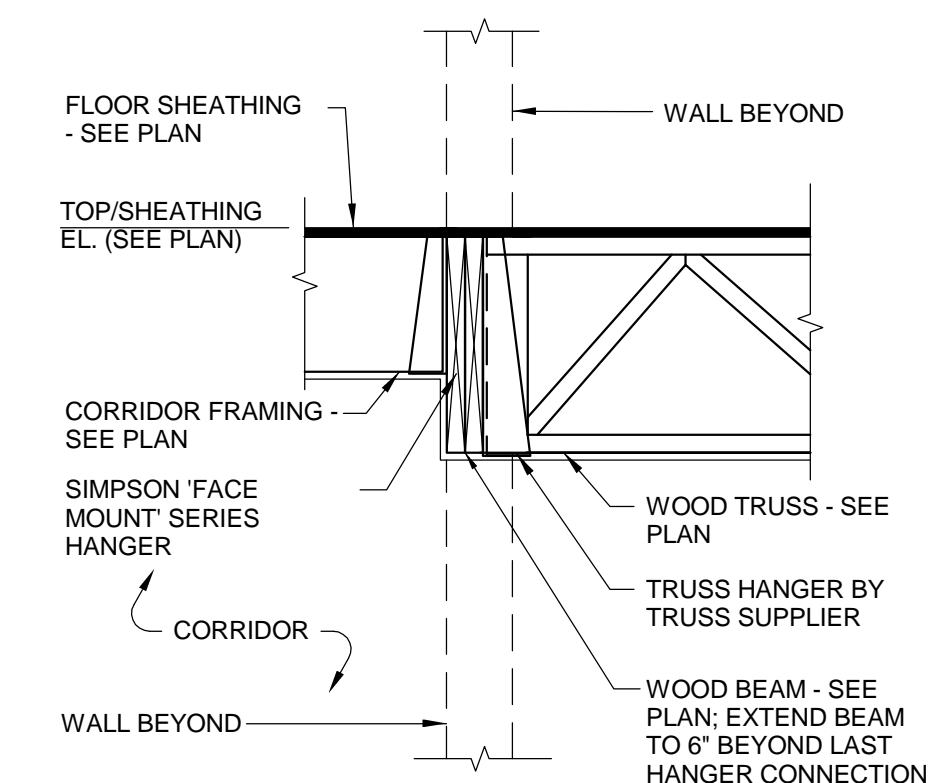 FLOOR SHEATHING
- SEE PLAN
WALL BEYOND
TOP/SHEATHING
EL. (SEE PLAN)
CORRIDOR FRAMING -
SEE PLAN
SIMPSON 'FACE
MOUNT' SERIES
HANGER
WOOD TRUSS - SEE
PLAN
TRUSS HANGER BY
TRUSS SUPPLIER
CORRIDOR
WALL BEYOND
WOOD BEAM - SEE
PLAN; EXTEND BEAM
TO 6" BEYOND LAST
HANGER CONNECTION